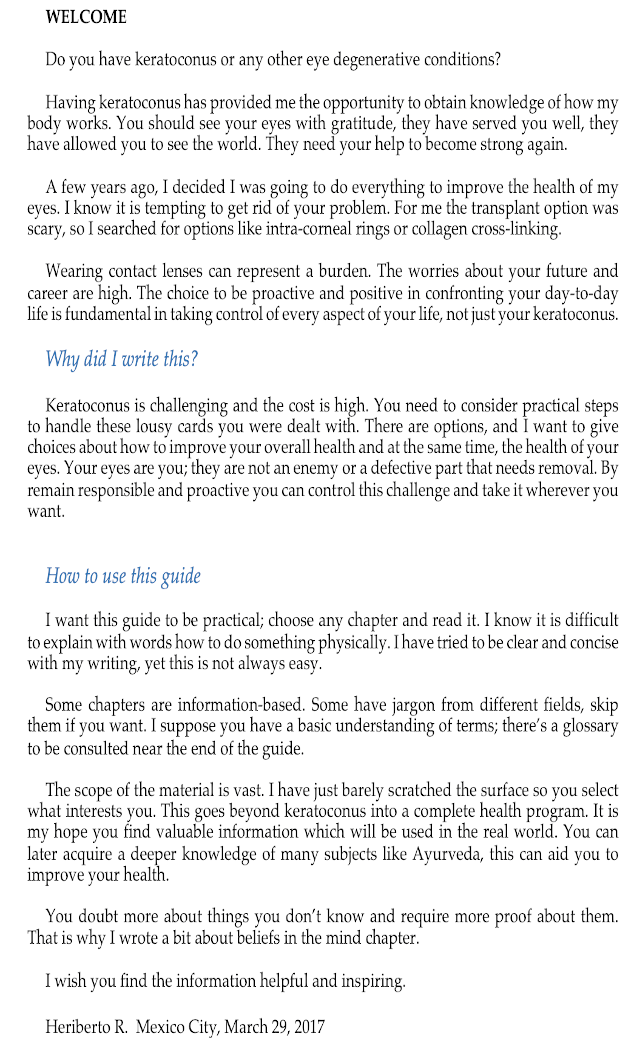 WELCOME
Do you have keratoconus or any other eye degenerative conditions?
Having keratoconus has provided me the opportunity to obtain knowledge of how my
body works. You should see your eyes with gratitude, they have served you well, they
have allowed you to see the world. They need your help to become strong again.
A few years ago, I decided I was going to do everything to improve the health of my
eyes. I know it is tempting to get rid of your problem. For me the transplant option was
scary, so I searched for options like intra-corneal rings or collagen cross-linking.
Wearing contact lenses can represent a burden. The worries about your future and
career are high. The choice to be proactive and positive in confronting your day-to-day
life is fundamental in taking control of every aspect of your life, not just your keratoconus.
Why did I write this?
Keratoconus is challenging and the cost is high. You need to consider practical steps
to handle these lousy cards you were dealt with. There are options, and I want to give
choices about how to improve your overall health and at the same time, the health of your
eyes. Your eyes are you; they are not an enemy or a defective part that needs removal. By
remain responsible and proactive you can control this challenge and take it wherever you
want.
How to use this guide
I want this guide to be practical; choose any chapter and read it. I know it is difficult
to explain with words how to do something physically. I have tried to be clear and concise
with my writing, yet this is not always easy.
Some chapters are information-based. Some have jargon from different fields, skip
them if you want. I suppose you have a basic understanding of terms; there's a glossary
to be consulted near the end of the guide.
The scope of the material is vast. I have just barely scratched the surface so you select
what interests you. This goes beyond keratoconus into a complete health program. It is
my hope you find valuable information which will be used in the real world. You can
later acquire a deeper knowledge of many subjects like Ayurveda, this can aid you to
improve your health.
You doubt more about things you don't know and require more proof about them.
That is why I wrote a bit about beliefs in the mind chapter.
I wish you find the information helpful and inspiring.
Heriberto R. Mexico City, March 29, 2017